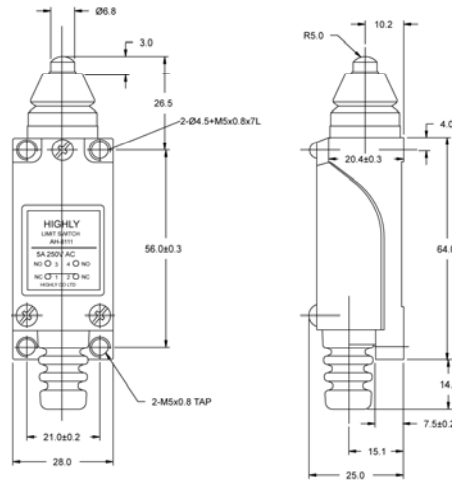 Ø6.8
3.0
26.5
2-Ø4.5+M5x0.8x7L
56.0±0.3
HIGHLY
LIMIT SWITCH
5A 250V AC
NO 3 4 NO
NC 1 2 NC
HIGHLY CO LTD
2-M5x0.8 TAP
21.0±0.2
28.0
10.2
R5.0
4.0
20.4±0.3
64.0
14.
7.5±0.2
15.1
25.0